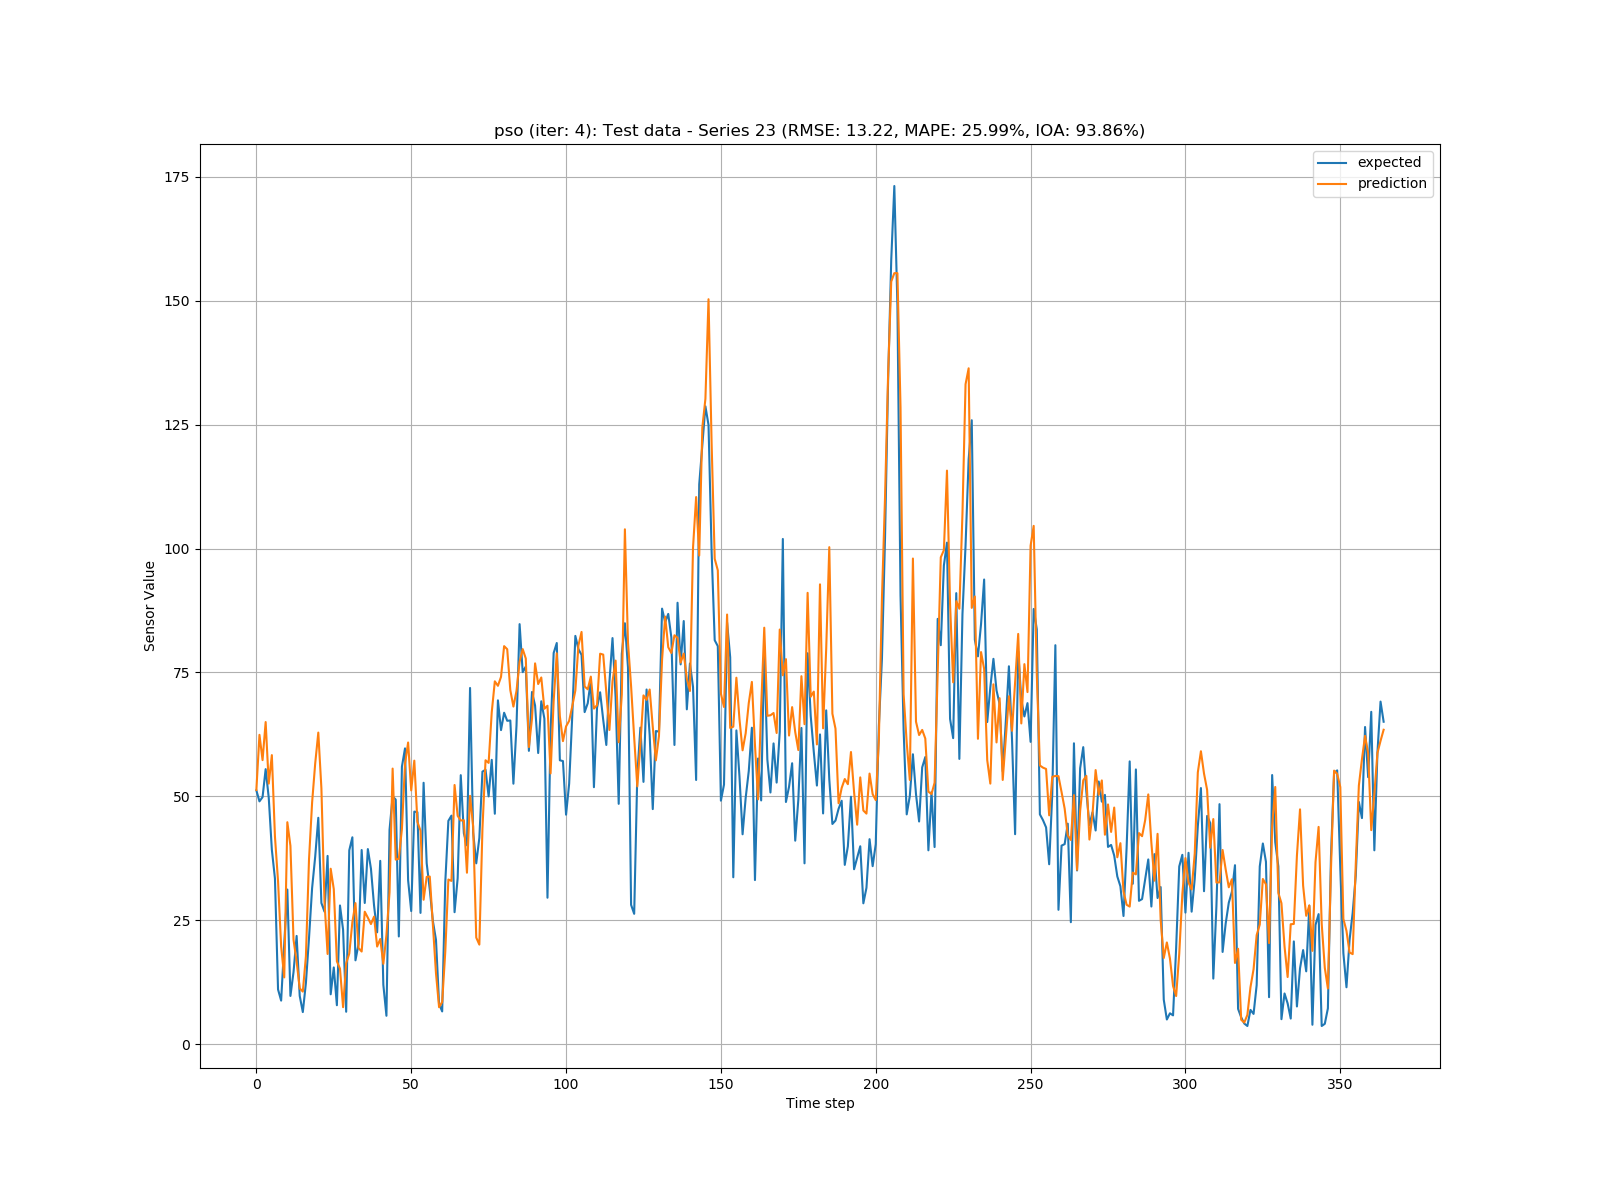 pso (iter: 4): Test data - Series 23 (RMSE: 13.22, MAPE: 25.99%, IOA: 93.86%)
expected
prediction
175
150
125
100
75
50
25
0
Sensor Value
0 50 100 150 200 250 300 350
Time step